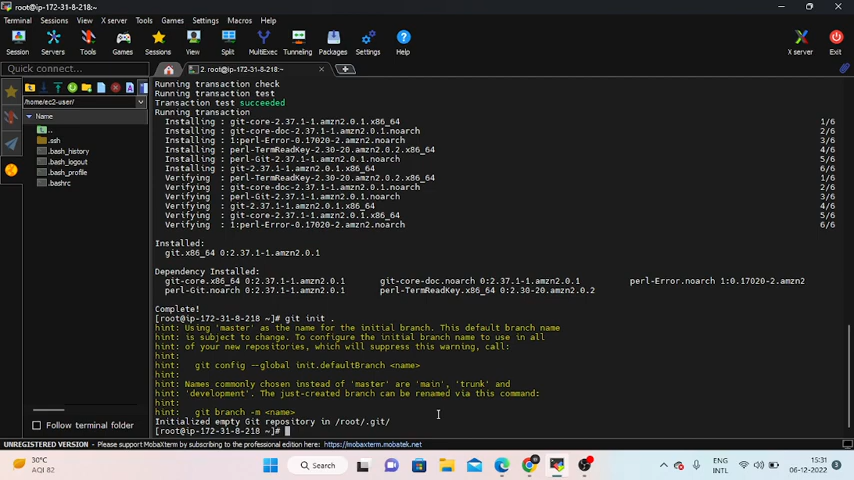 root@ip-172-31-8-218:~
Terminal Sessions View X server Tools Games Settings Macros Help
Session Servers Tools Games Sessions View Split MultiExec Tunneling Packages Settings Help X server Exit
Quick connect...
2. root@ip-172-31-8-218:~
/home/ec2-user/
Name
..
.ssh
.bash_history
.bash_logout
.bash_profile
.bashrc
Running transaction check
Running transaction test
Transaction test succeeded
Running transaction
Installing : git-core-2.37.1-1.amzn2.0.1.x86_64 1/6
Installing : git-core-doc-2.37.1-1.amzn2.0.1.noarch 2/6
Installing : 1:perl-Error-0.17020-2.amzn2.noarch 3/6
Installing : perl-TermReadKey-2.30-20.amzn2.0.2.x86_64 4/6
Installing : perl-Git-2.37.1-1.amzn2.0.1.noarch 5/6
Installing : git-2.37.1-1.amzn2.0.1.x86_64 6/6
Verifying : perl-TermReadKey-2.30-20.amzn2.0.2.x86_64 1/6
Verifying : git-core-doc-2.37.1-1.amzn2.0.1.noarch 2/6
Verifying : perl-Git-2.37.1-1.amzn2.0.1.noarch 3/6
Verifying : git-2.37.1-1.amzn2.0.1.x86_64 4/6
Verifying : git-core-2.37.1-1.amzn2.0.1.x86_64 5/6
Verifying : 1:perl-Error-0.17020-2.amzn2.noarch 6/6
Installed:
git.x86_64 0:2.37.1-1.amzn2.0.1
Dependency Installed:
git-core.x86_64 0:2.37.1-1.amzn2.0.1 git-core-doc.noarch 0:2.37.1-1.amzn2.0.1 perl-Error.noarch 1:0.17020-2.amzn2
perl-Git.noarch 0:2.37.1-1.amzn2.0.1 perl-TermReadKey.x86_64 0:2.30-20.amzn2.0.2
Complete!
[root@ip-172-31-8-218 ~]# git init .
hint: Using 'master' as the name for the initial branch. This default branch name
hint: is subject to change. To configure the initial branch name to use in all
hint: of your new repositories, which will suppress this warning, call:
hint:
hint: git config --global init.defaultBranch <name>
hint:
hint: Names commonly chosen instead of 'master' are 'main', 'trunk' and
hint: 'development'. The just-created branch can be renamed via this command:
hint:
hint: git branch -m <name>
Initialized empty Git repository in /root/.git/
[root@ip-172-31-8-218 ~]#
Follow terminal folder
UNREGISTERED VERSION - Please support MobaXterm by subscribing to the professional edition here: https://mobaxterm.mobatek.net
30°C
AQI 82
Search
ENG
INTL
15:31
06-12-2022